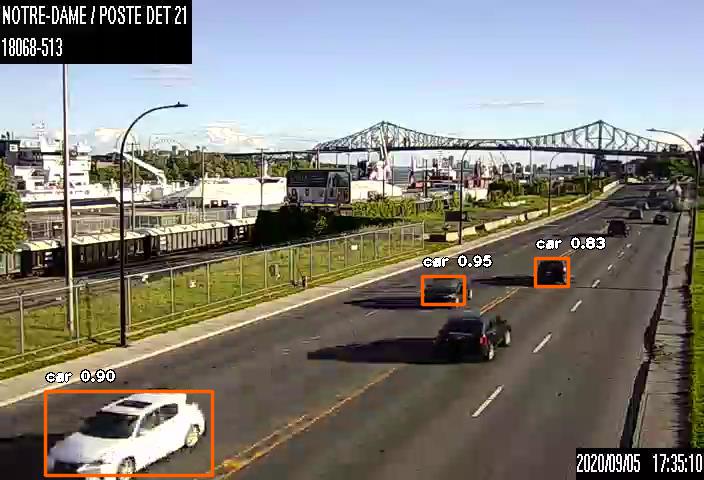 NOTRE-DAME / POSTE DET 21
18068-513
car 0.83
car 0.95
car 0.90
2020/09/05 17:35:10